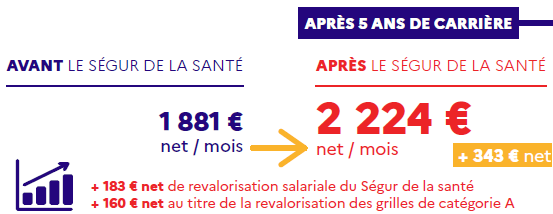 APRÈS 5 ANS DE CARRIÈRE
AVANT LE SÉGUR DE LA SANTÉ
APRÈS LE SÉGUR DE LA SANTÉ
1 881 €
net / mois
2 224 €
net / mois
+ 343 € net
+ 183 € net de revalorisation salariale du Ségur de la santé
+ 160 € net au titre de la revalorisation des grilles de catégorie A